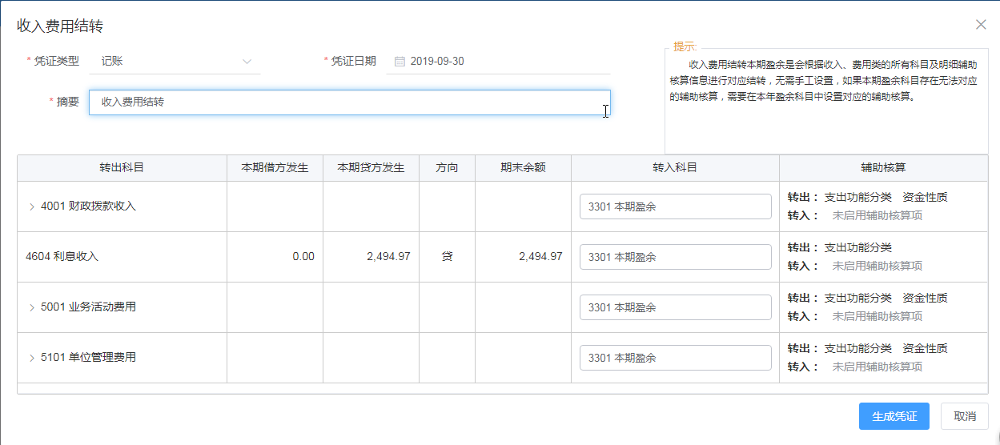 收入费用结转
* 凭证类型 记账 * 凭证日期 2019-09-30
* 摘要 收入费用结转
提示:
收入费用结转本期盈余是会根据收入、费用类的所有科目及明细辅助
核算信息进行对应结转，无需手工设置，如果本期盈余科目存在无法对应
的辅助核算，需要在本年盈余科目中设置对应的辅助核算。
转出科目 本期借方发生 本期贷方发生 方向 期末余额 转入科目 辅助核算
4001 财政拨款收入 3301 本期盈余 转出： 支出功能分类 资金性质
转入： 未启用辅助核算项
4604 利息收入 0.00 2,494.97 贷 2,494.97 3301 本期盈余 转出： 支出功能分类
转入： 未启用辅助核算项
5001 业务活动费用 3301 本期盈余 转出： 支出功能分类 资金性质
转入： 未启用辅助核算项
5101 单位管理费用 3301 本期盈余 转出： 支出功能分类 资金性质
转入： 未启用辅助核算项
生成凭证 取消